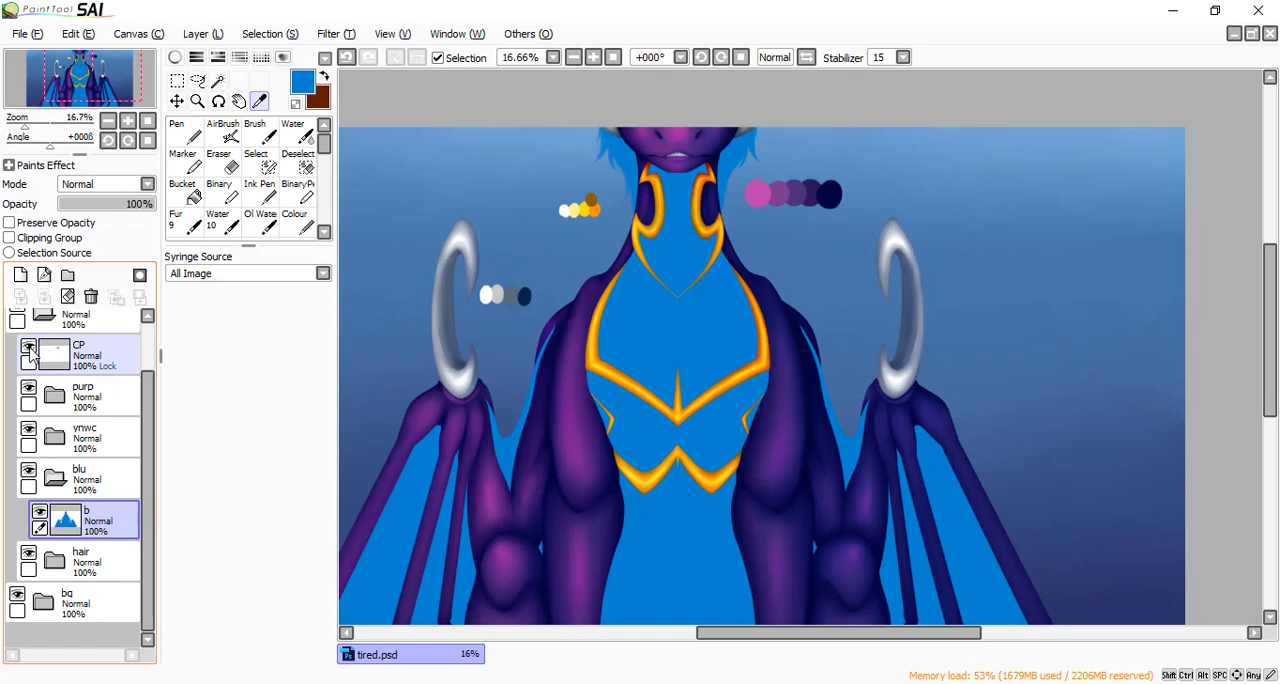 PaintTool SAI
File (F) Edit (E) Canvas (C) Layer (L) Selection (S) Filter (T) View (V) Window (W) Others (O)
Selection 16.66% +000° Normal Stabilizer 15
Zoom 16.7%
Angle +000ß
Paints Effect
Mode Normal
Opacity 100%
Preserve Opacity
Clipping Group
Selection Source
Pen AirBrush Brush Water
Marker Eraser Select Deselect
Bucket Binary Ink Pen BinaryP
Fur Water Ol Wate Colour
9 10
Syringe Source
All Image
Normal
100%
CP
Normal
100% Lock
purp
Normal
100%
ynwc
Normal
100%
blu
Normal
100%
b
Normal
100%
hair
Normal
100%
bg
Normal
100%
tired.psd 16%
Memory load: 53% (1679MB used / 2206MB reserved) Shift Ctrl Alt SPC Any